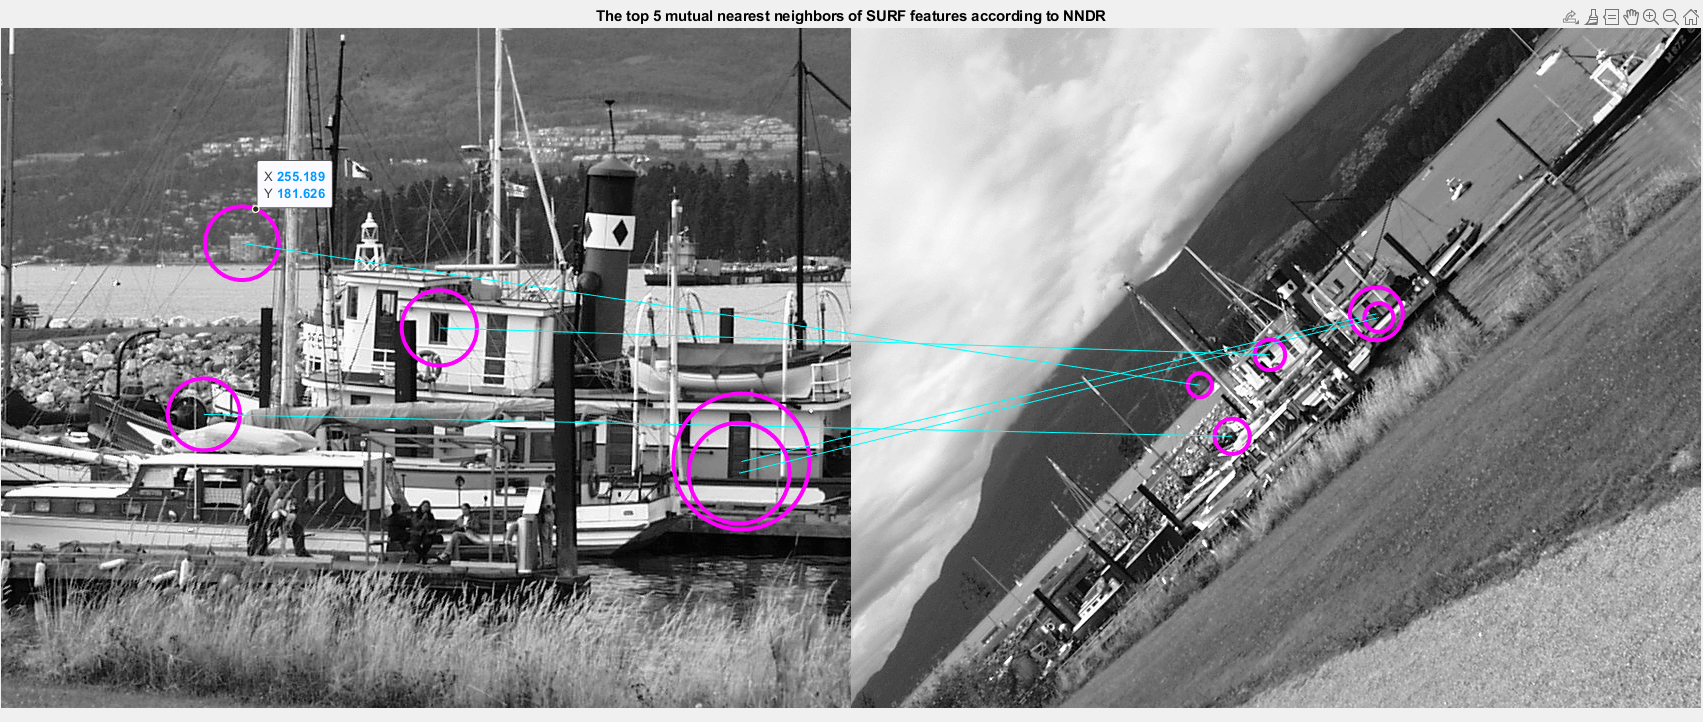 The top 5 mutual nearest neighbors of SURF features according to NNDR
X 255.189
Y 181.626